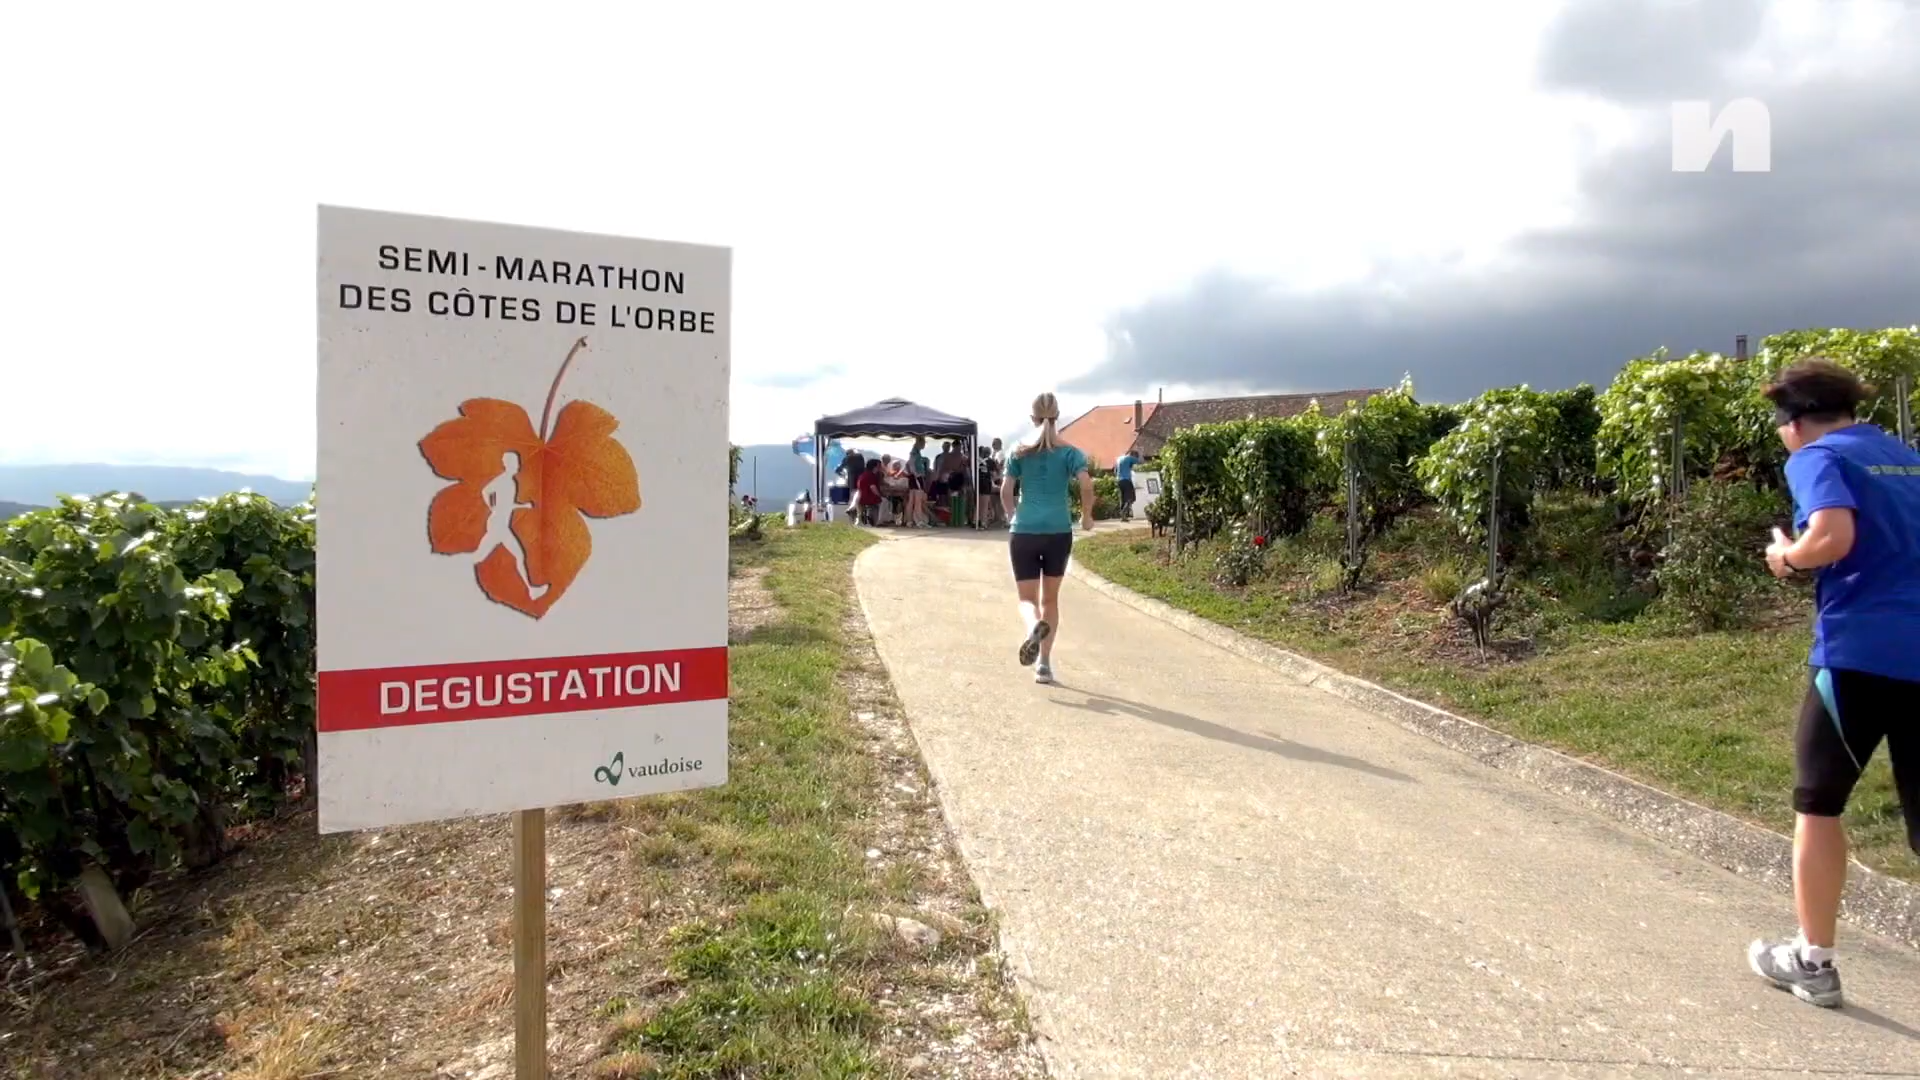 SEMI-MARATHON
DES CÔTES DE L'ORBE
DEGUSTATION
vaudoise
n